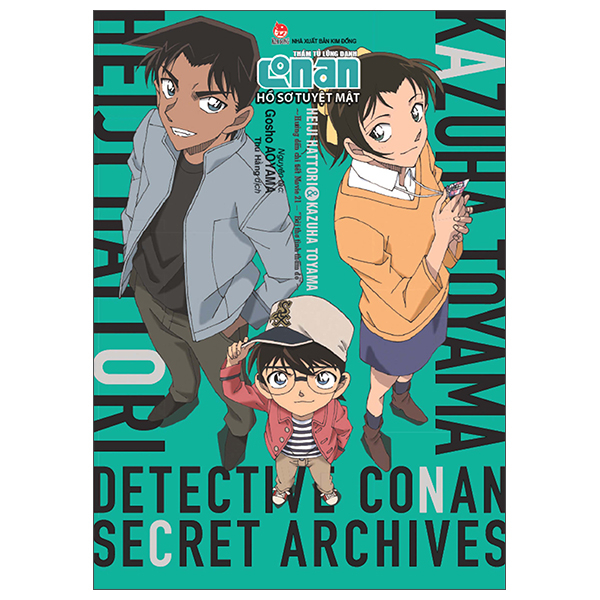 NHÀ XUẤT BẢN KIM ĐỒNG
THÁM TỬ LỪNG DANH
CONAN
HỒ SƠ TUYỆT MẬT
HEIJI HATTORI & KAZUHA TOYAMA
Nguyên tác
Gosho AOYAMA
Thu Hằng dịch
HEIJI HATTORI
KAZUHA TOYAMA
DETECTIVE CONAN
SECRET ARCHIVES